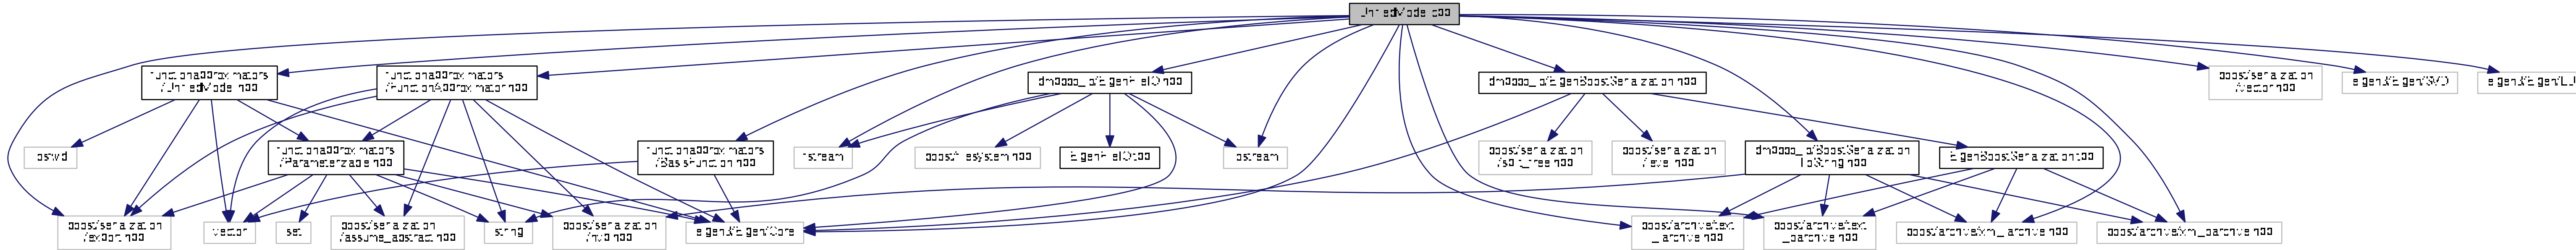 UnifiedModel.cpp
functionapproximators
/UnifiedModel.hpp
functionapproximators
/FunctionApproximator.hpp
dmpbbo_io/EigenFileIO.hpp
dmpbbo_io/EigenBoostSerialization.hpp
boost/serialization
/vector.hpp
eigen3/Eigen/SVD
eigen3/Eigen/LU
iosfwd
functionapproximators
/Parameterizable.hpp
functionapproximators
/BasisFunction.hpp
fstream
boost/filesystem.hpp
EigenFileIO.tpp
iostream
boost/serialization
/split_free.hpp
boost/serialization
/level.hpp
dmpbbo_io/BoostSerialization
ToString.hpp
EigenBoostSerialization.tpp
boost/serialization
/export.hpp
vector
set
boost/serialization
/assume_abstract.hpp
string
boost/serialization
/nvp.hpp
eigen3/Eigen/Core
boost/archive/text
_iarchive.hpp
boost/archive/text
_oarchive.hpp
boost/archive/xml_iarchive.hpp
boost/archive/xml_oarchive.hpp